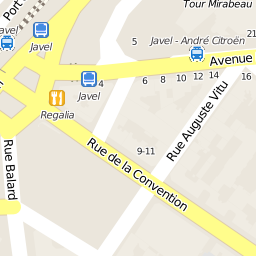 Tour Mirabeau
Port
Javel
Javel
5
Javel - André Citroën
21
Avenue
4
6
8
10
12
14
16
Javel
Regalia
9-11
Rue Auguste Vitu
Rue de la Convention
Rue Balard